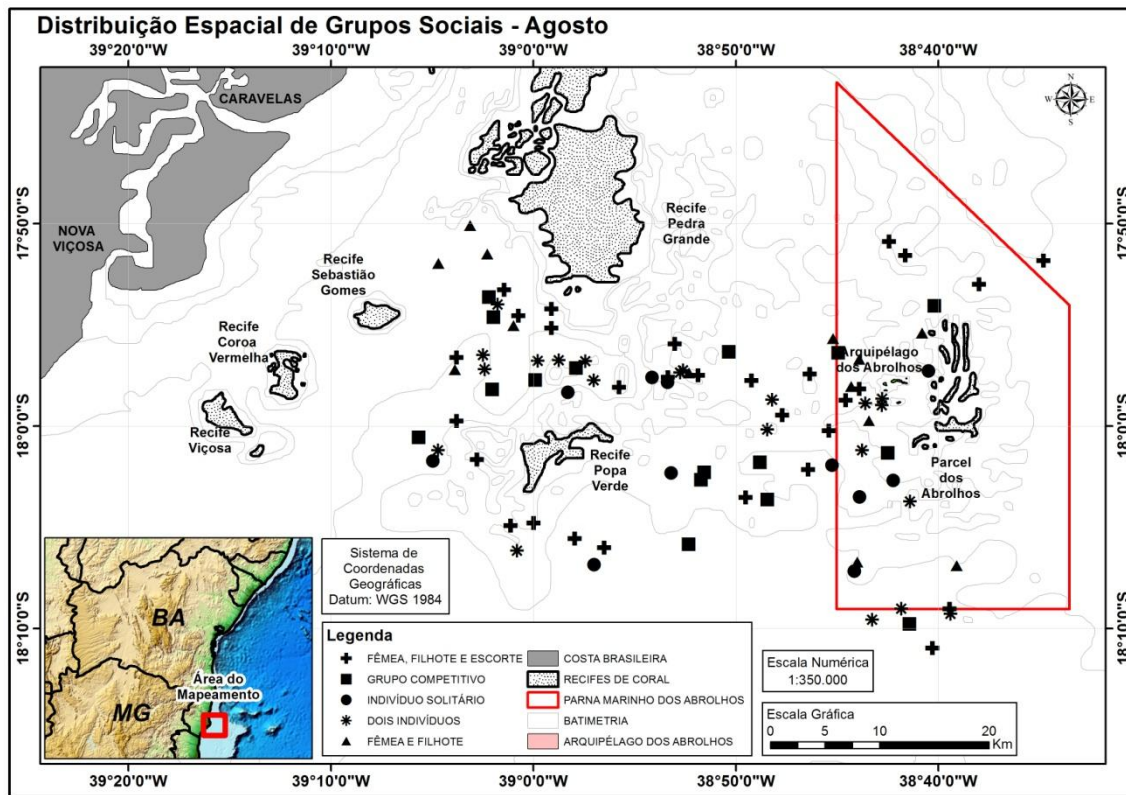 Distribuição Espacial de Grupos Sociais - Agosto
39°20'0"W 39°10'0"W 39°0'0"W 38°50'0"W 38°40'0"W
CARAVELAS
NOVA
VIÇOSA
17°50'0"S
17°50'0"S
Recife
Pedra
Grande
Recife
Sebastião
Gomes
Recife
Coroa
Vermelha
Arquipélago
dos Abrolhos
18°0'0"S
18°0'0"S
Recife
Viçosa
Recife
Popa
Verde
Parcel
dos
Abrolhos
N
W E
S
BA
MG
Área do
Mapeamento
Sistema de
Coordenadas
Geográficas
Datum: WGS 1984
18°10'0"S
18°10'0"S
Legenda
FÊMEA, FILHOTE E ESCORTE
GRUPO COMPETITIVO
INDIVÍDUO SOLITÁRIO
DOIS INDIVÍDUOS
FÊMEA E FILHOTE
COSTA BRASILEIRA
RECIFES DE CORAL
PARNA MARINHO DOS ABROLHOS
BATIMETRIA
ARQUIPÉLAGO DOS ABROLHOS
Escala Numérica
1:350.000
Escala Gráfica
0 5 10 20
Km
39°20'0"W 39°10'0"W 39°0'0"W 38°50'0"W 38°40'0"W